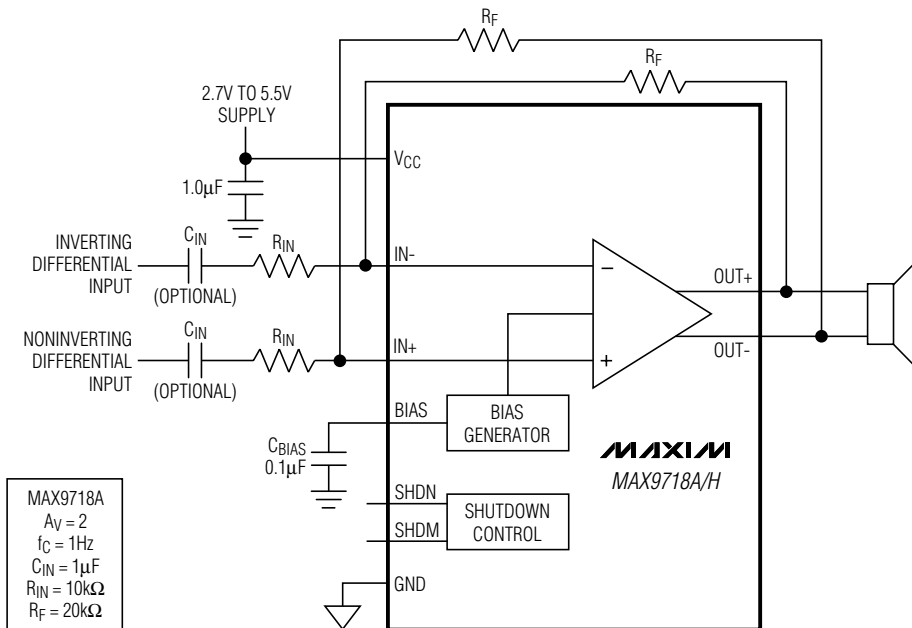 RF
RF
2.7V TO 5.5V
SUPPLY
VCC
1.0μF
INVERTING
DIFFERENTIAL
INPUT
CIN
(OPTIONAL)
RIN
IN-
−
OUT+
NONINVERTING
DIFFERENTIAL
INPUT
CIN
(OPTIONAL)
RIN
IN+
+
OUT-
BIAS
BIAS
GENERATOR
CBIAS
0.1μF
MAXIM
MAX9718A/H
SHDN
SHDM
SHUTDOWN
CONTROL
GND
MAX9718A
AV = 2
fC = 1Hz
CIN = 1μF
RIN = 10kΩ
RF = 20kΩ